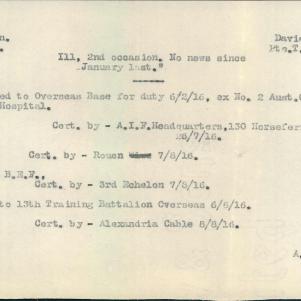 n. Davi
Pte.T.
Ill, 2nd occasion. No news since
January last."
ed to Overseas Base for duty 6/2/16, ex No. 2 Aust.
Hospital.
Cert. by - A.I.F.Headquarters, 130 Horsefer
25/7/16.
Cert. by - Rouen 7/8/16.
B.E.F.,
Cert. by - 3rd Echelon 7/8/16.
to 13th Training Battalion Overseas 6/8/16.
Cert. by - Alexandria Cable 8/8/16.
A.